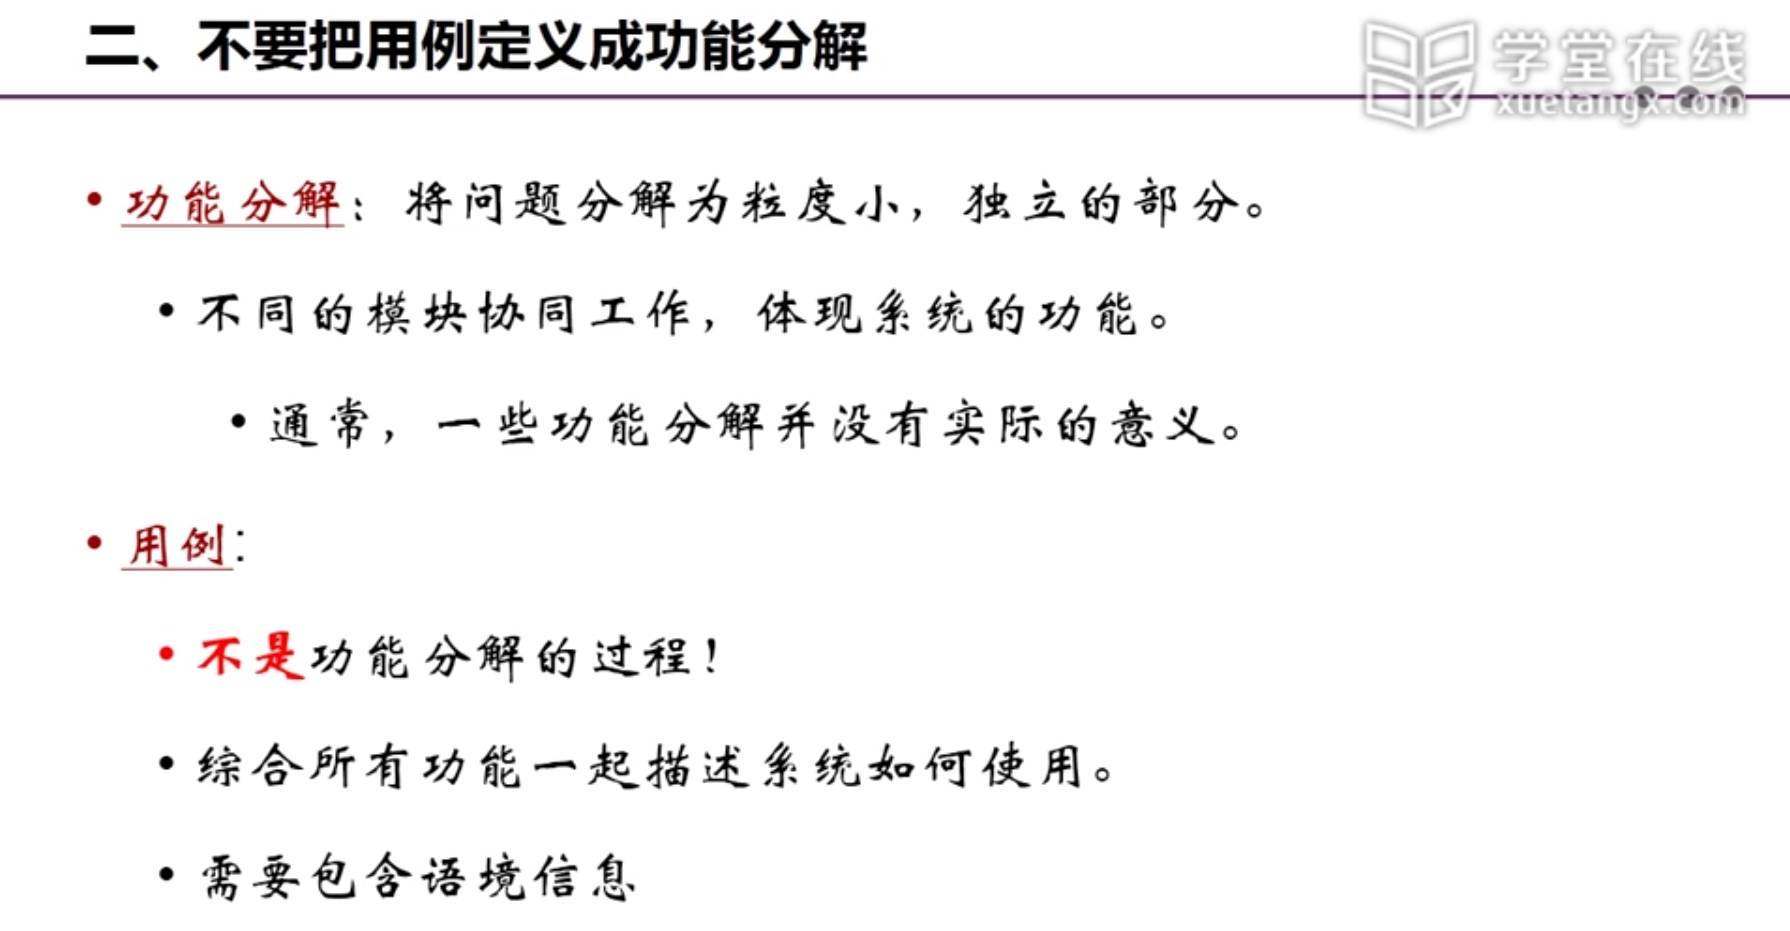 二、不要把用例定义成功能分解
学堂在线
xuetangx.com
• 功能分解：将问题分解为粒度小，独立的部分。
• 不同的模块协同工作，体现系统的功能。
• 通常，一些功能分解并没有实际的意义。
• 用例:
• 不是功能分解的过程！
• 综合所有功能一起描述系统如何使用。
• 需要包含语境信息